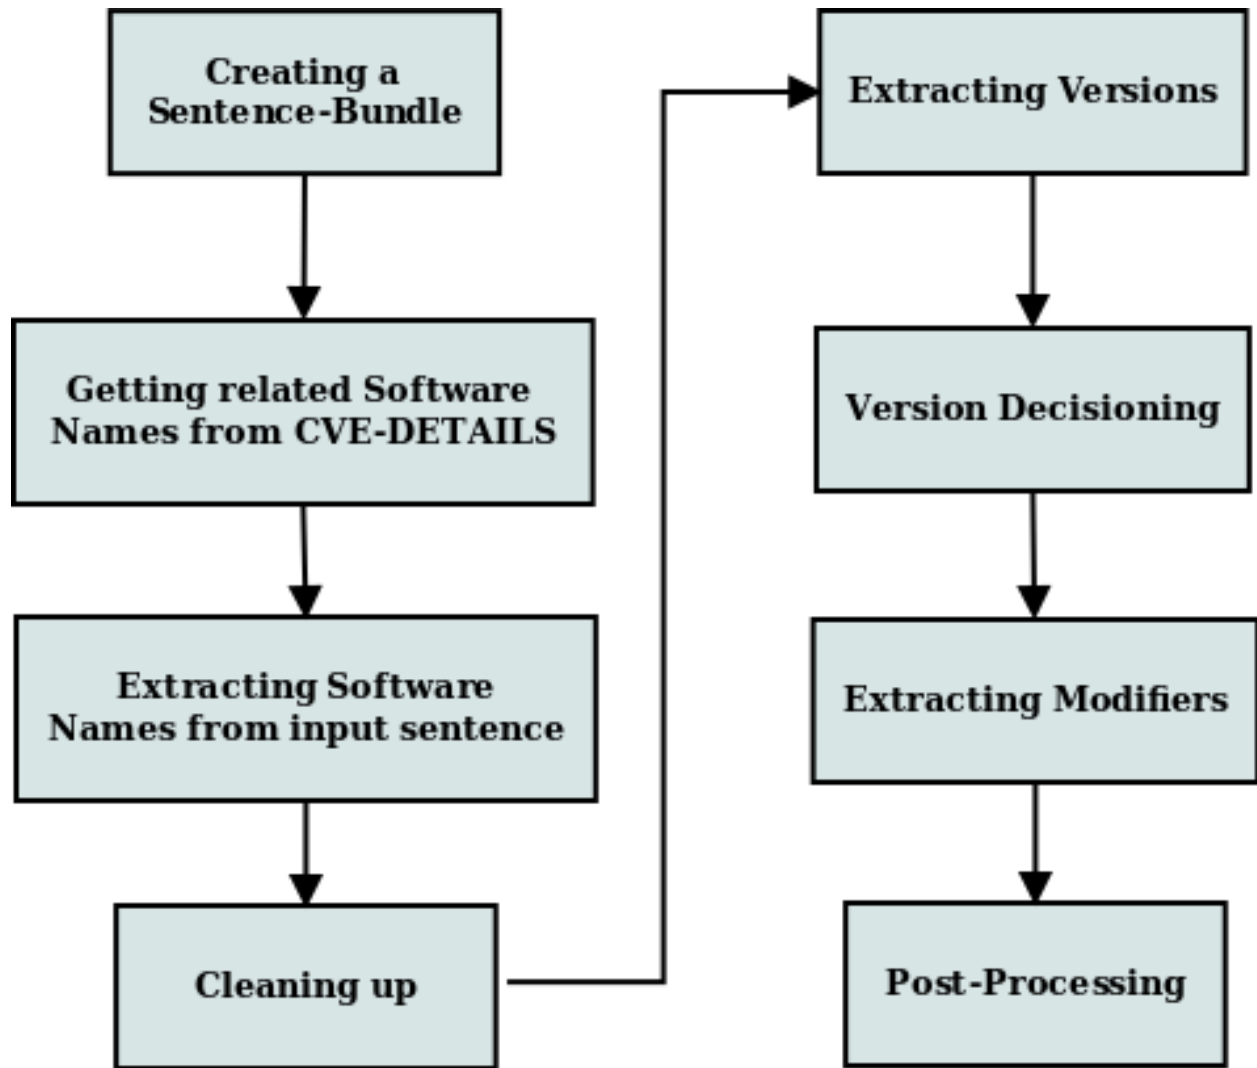 Creating a
Sentence-Bundle
Getting related Software
Names from CVE-DETAILS
Extracting Software
Names from input sentence
Cleaning up
Extracting Versions
Version Decisioning
Extracting Modifiers
Post-Processing